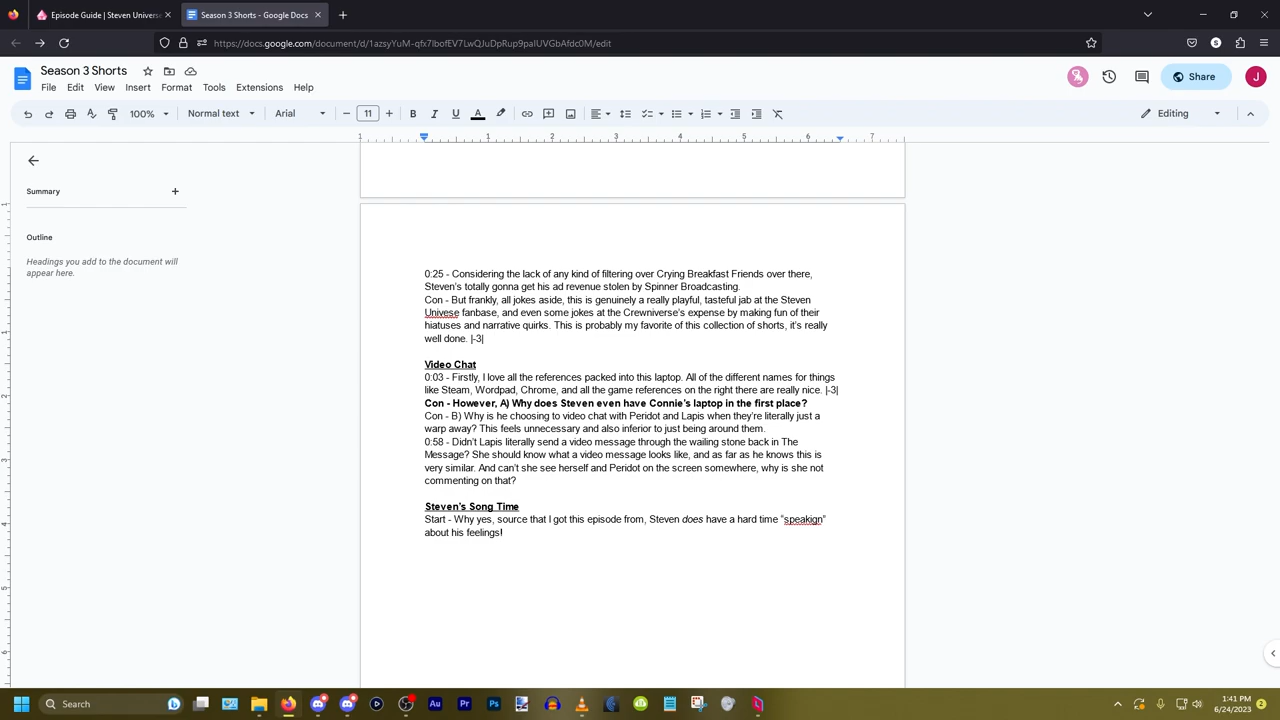 Episode Guide | Steven Univers
Season 3 Shorts - Google Docs
https://docs.google.com/document/d/1azsyYuM-qfx7lbofEV7LwQJuDpRup9paIUVGbAfdc0M/edit
Season 3 Shorts
Share
J
File Edit View Insert Format Tools Extensions Help
100% Normal text Arial 11 Editing
1 1 2 3 4 5 6 7
Summary
Outline
Headings you add to the document will
appear here.
0:25 - Considering the lack of any kind of filtering over Crying Breakfast Friends over there,
Steven's totally gonna get his ad revenue stolen by Spinner Broadcasting.
Con - But frankly, all jokes aside, this is genuinely a really playful, tasteful jab at the Steven
Univese fanbase, and even some jokes at the Crewniverse's expense by making fun of their
hiatuses and narrative quirks. This is probably my favorite of this collection of shorts, it's really
well done. |-3|
Video Chat
0:03 - Firstly, I love all the references packed into this laptop. All of the different names for things
like Steam, Wordpad, Chrome, and all the game references on the right there are really nice. |-3|
Con - However, A) Why does Steven even have Connie's laptop in the first place?
Con - B) Why is he choosing to video chat with Peridot and Lapis when they're literally just a
warp away? This feels unnecessary and also inferior to just being around them.
0:58 - Didn't Lapis literally send a video message through the wailing stone back in The
Message? She should know what a video message looks like, and as far as he knows this is
very similar. And can't she see herself and Peridot on the screen somewhere, why is she not
commenting on that?
Steven's Song Time
Start - Why yes, source that I got this episode from, Steven does have a hard time "speakign"
about his feelings!
Search
1:41 PM
6/24/2023